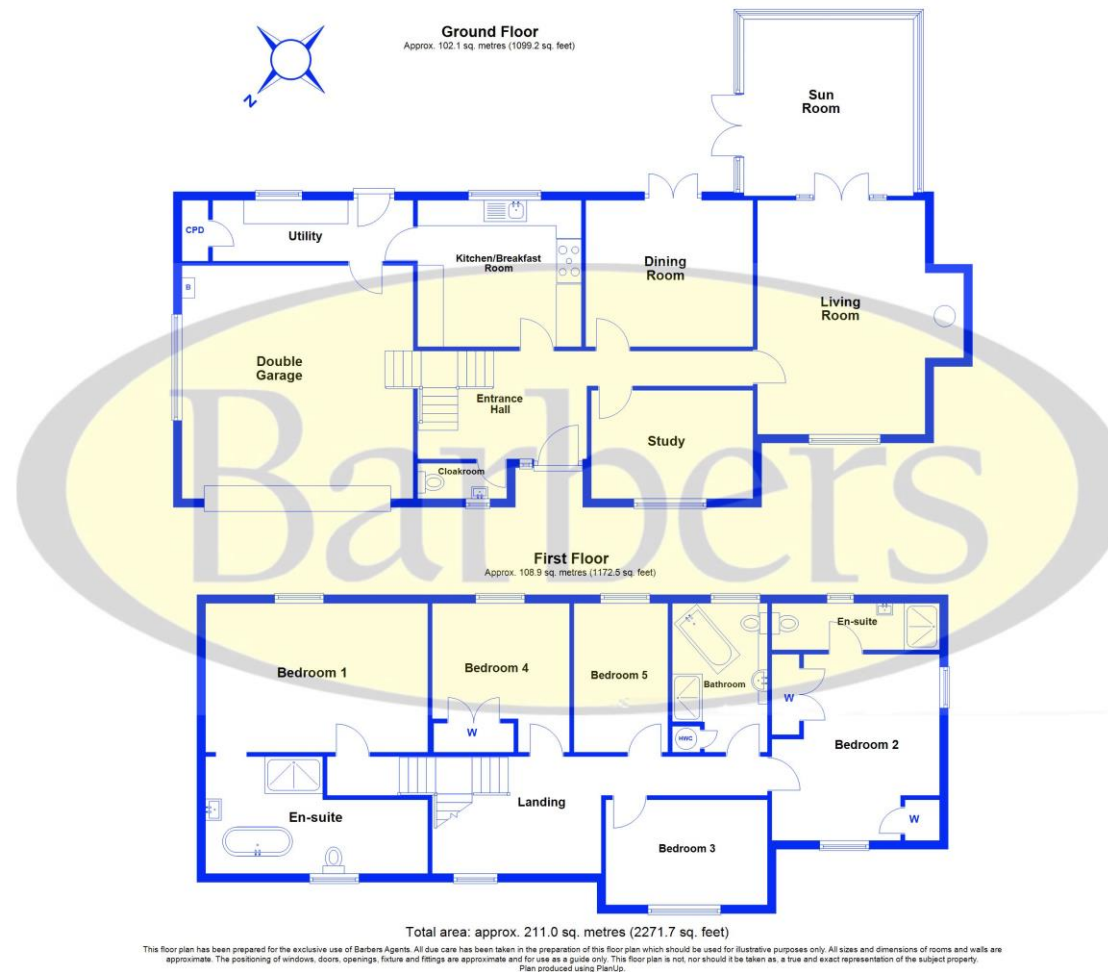 Ground Floor
Approx. 102.1 sq. metres (1099.2 sq. feet)
N
Sun
Room
CPD
Utility
Kitchen/Breakfast
Room
Dining
Room
Living
Room
B
Double
Garage
Entrance
Hall
Study
Cloakroom
Barbers
First Floor
Approx. 108.9 sq. metres (1172.5 sq. feet)
Bedroom 1
Bedroom 4
Bedroom 5
Bathroom
En-suite
W
W
HWC
Bedroom 2
Landing
En-suite
Bedroom 3
W
Total area: approx. 211.0 sq. metres (2271.7 sq. feet)
This floor plan has been prepared for the exclusive use of Barbers Agents. All due care has been taken in the preparation of this floor plan which should be used for illustrative purposes only. All sizes and dimensions of rooms and walls are
approximate. The positioning of windows, doors, openings, fixture and fittings are approximate and for use as a guide only. This floor plan is not, nor should it be taken as, a true and exact representation of the subject property.
Plan produced using PlanUp.